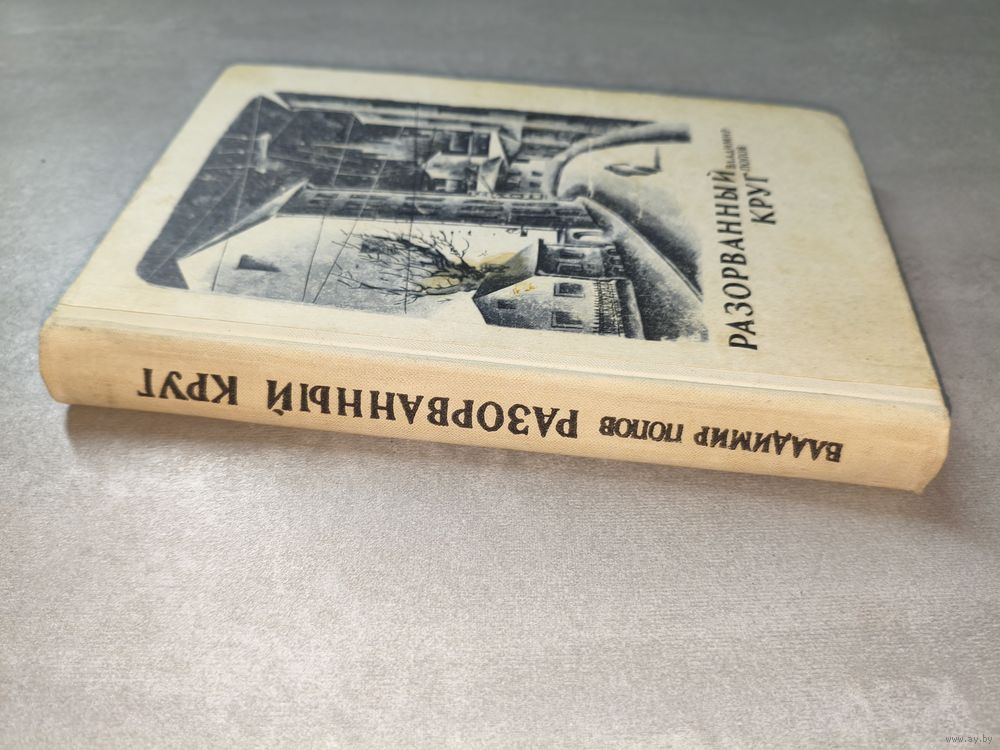 РАЗОРВАННЫЙ
КРУГ
ВЛАДИМИР
ПОПОВ
ВЛАДИМИР ПОПОВ РАЗОРВАННЫЙ КРУГ
www.ay.by